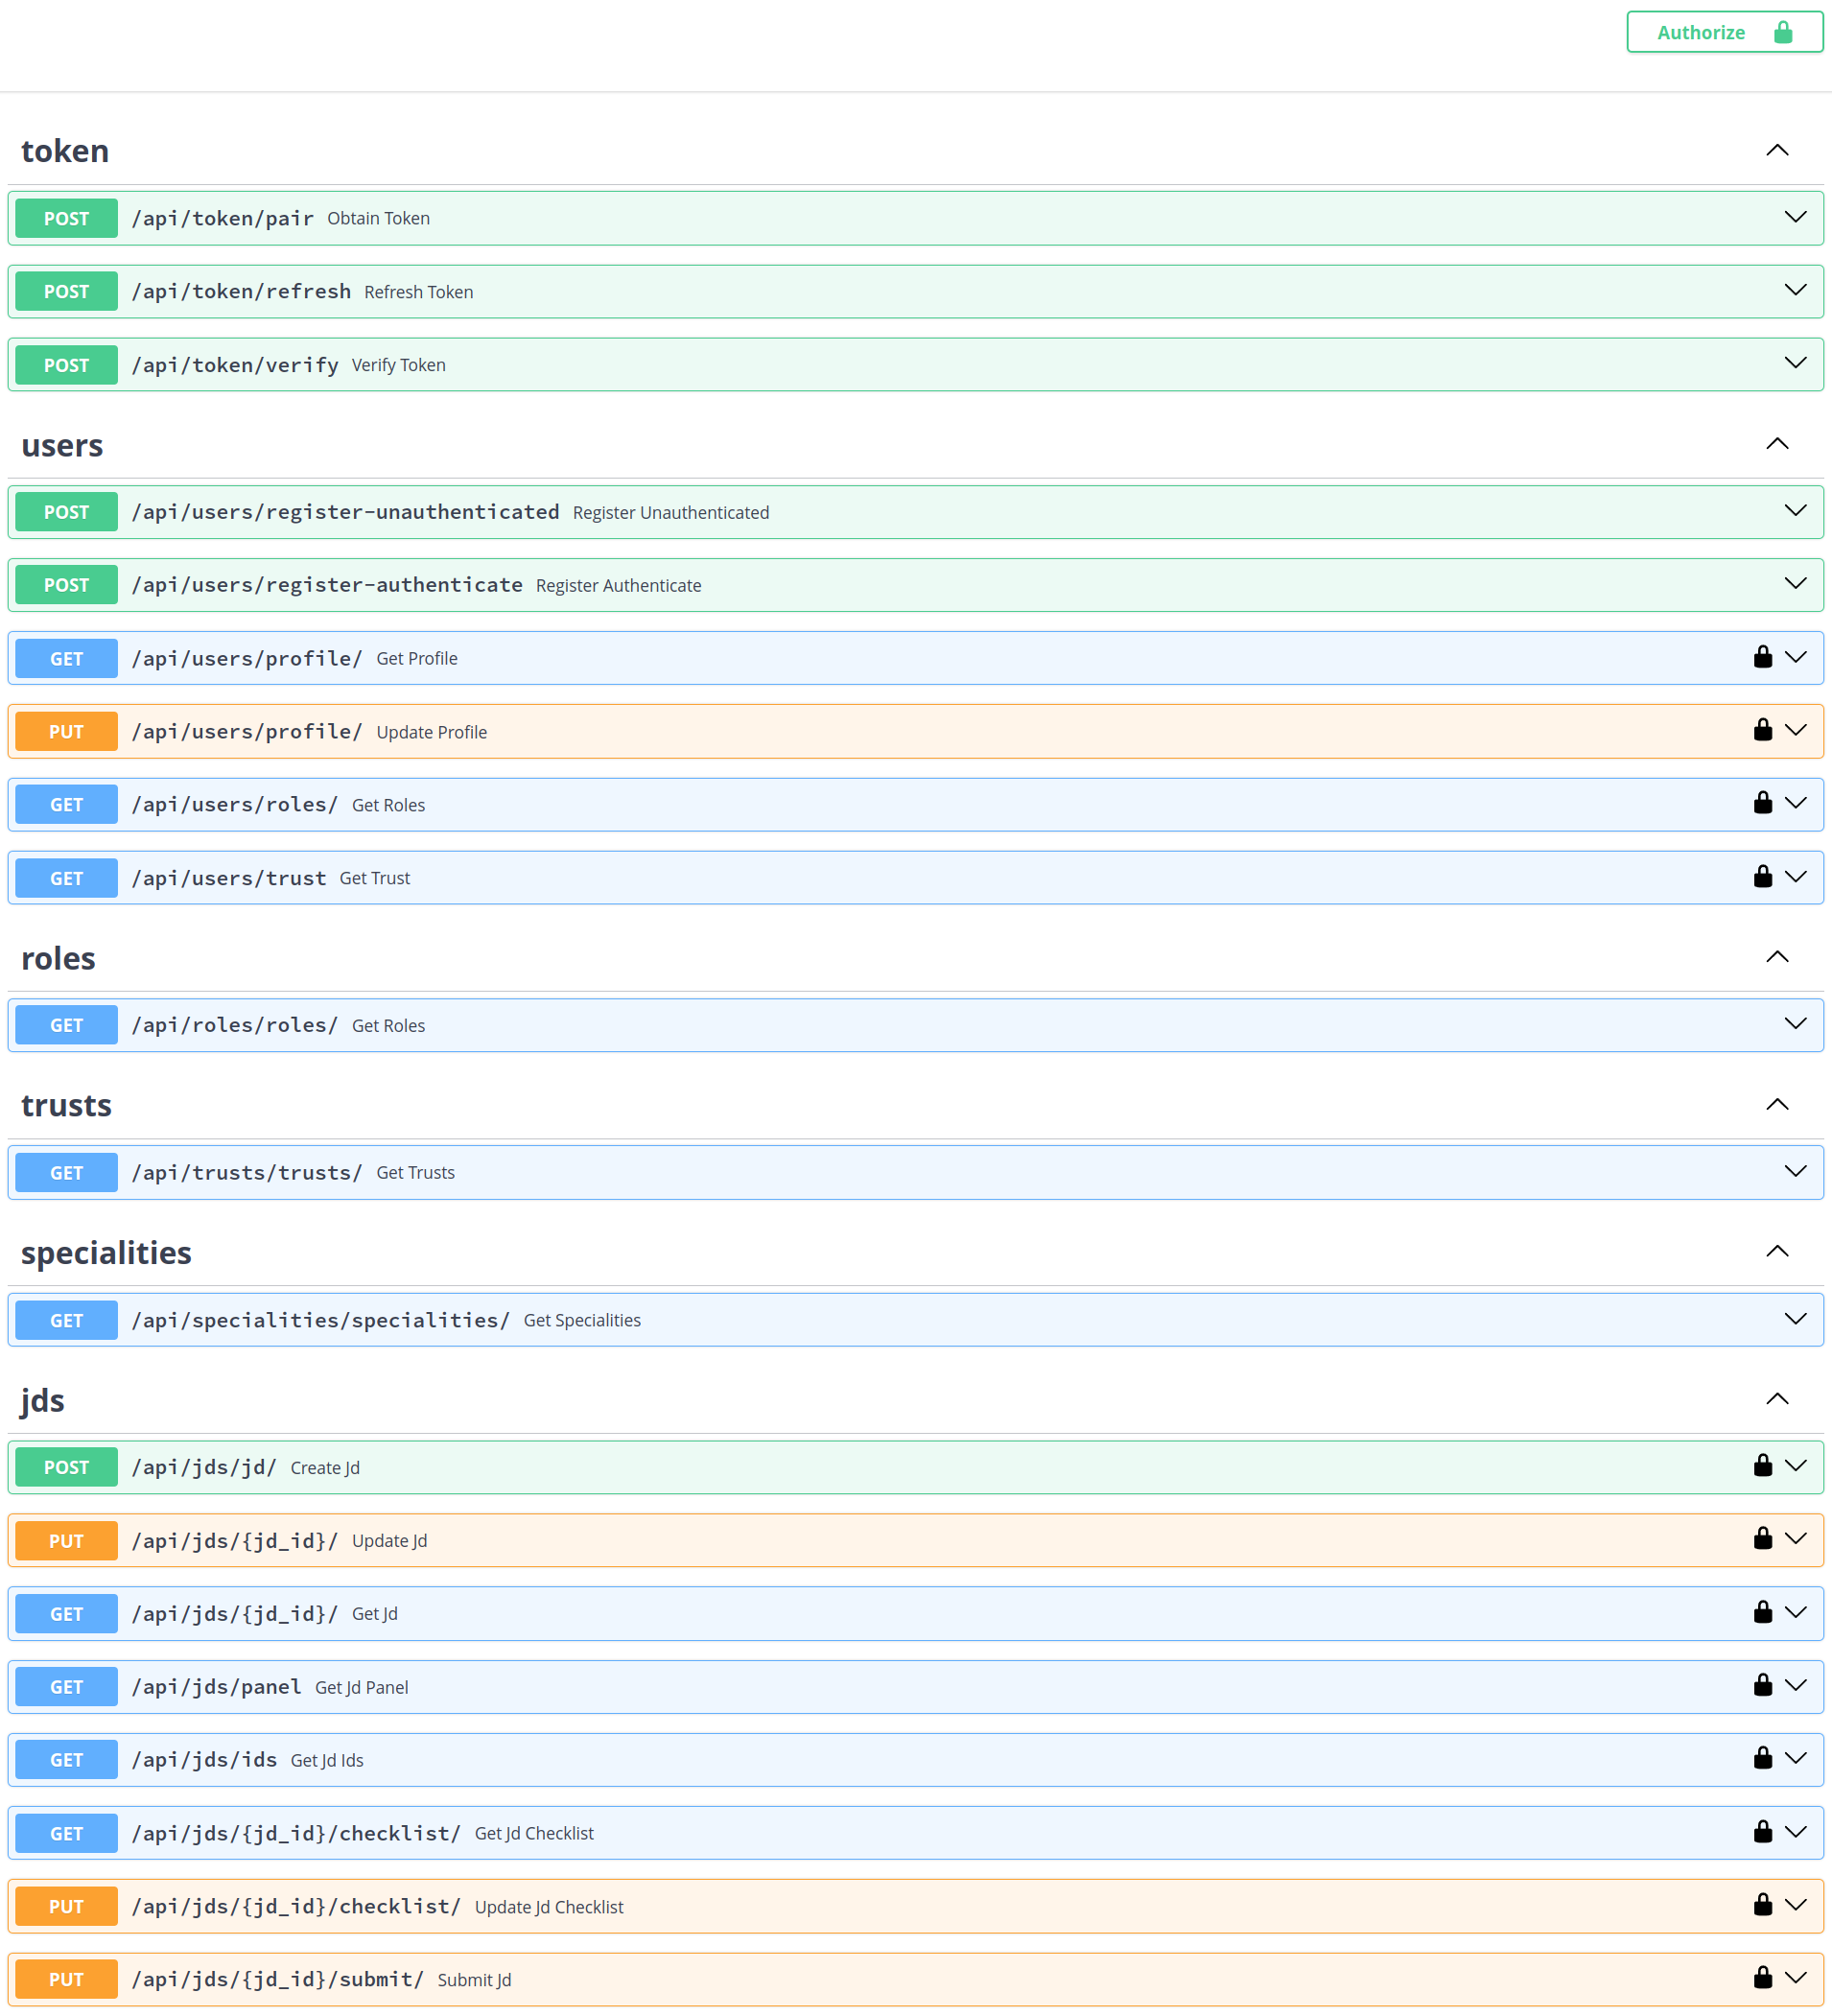 Authorize
token
POST /api/token/pair Obtain Token
POST /api/token/refresh Refresh Token
POST /api/token/verify Verify Token
users
POST /api/users/register-unauthenticated Register Unauthenticated
POST /api/users/register-authenticate Register Authenticate
GET /api/users/profile/ Get Profile
PUT /api/users/profile/ Update Profile
GET /api/users/roles/ Get Roles
GET /api/users/trust Get Trust
roles
GET /api/roles/roles/ Get Roles
trusts
GET /api/trusts/trusts/ Get Trusts
specialities
GET /api/specialities/specialities/ Get Specialities
jds
POST /api/jds/jd/ Create Jd
PUT /api/jds/{jd_id}/ Update Jd
GET /api/jds/{jd_id}/ Get Jd
GET /api/jds/panel Get Jd Panel
GET /api/jds/ids Get Jd Ids
GET /api/jds/{jd_id}/checklist/ Get Jd Checklist
PUT /api/jds/{jd_id}/checklist/ Update Jd Checklist
PUT /api/jds/{jd_id}/submit/ Submit Jd